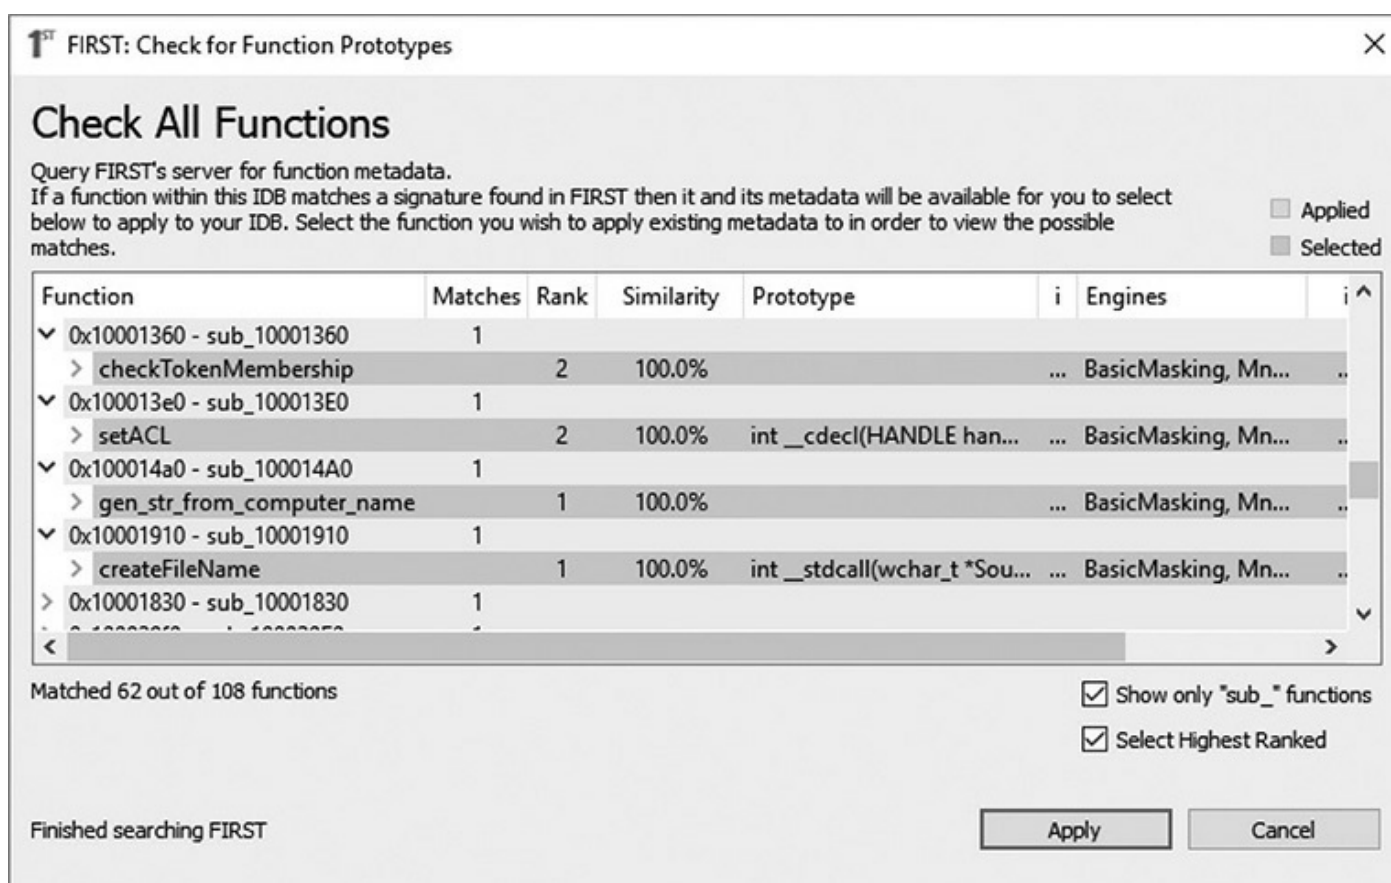 1ST FIRST: Check for Function Prototypes
Check All Functions
Query FIRST's server for function metadata.
If a function within this IDB matches a signature found in FIRST then it and its metadata will be available for you to select
below to apply to your IDB. Select the function you wish to apply existing metadata to in order to view the possible
matches.
Applied
Selected
Function Matches Rank Similarity Prototype i Engines i
0x10001360 - sub_10001360 1
checkTokenMembership 2 100.0% ... BasicMasking, Mn... ..
0x100013e0 - sub_100013E0 1
setACL 2 100.0% int __cdecl(HANDLE han... ... BasicMasking, Mn... ..
0x100014a0 - sub_100014A0 1
gen_str_from_computer_name 1 100.0% ... BasicMasking, Mn... ..
0x10001910 - sub_10001910 1
createFileName 1 100.0% int __stdcall(wchar_t *Sou... ... BasicMasking, Mn... ..
0x10001830 - sub_10001830 1
Matched 62 out of 108 functions
Show only "sub_" functions
Select Highest Ranked
Finished searching FIRST
Apply
Cancel